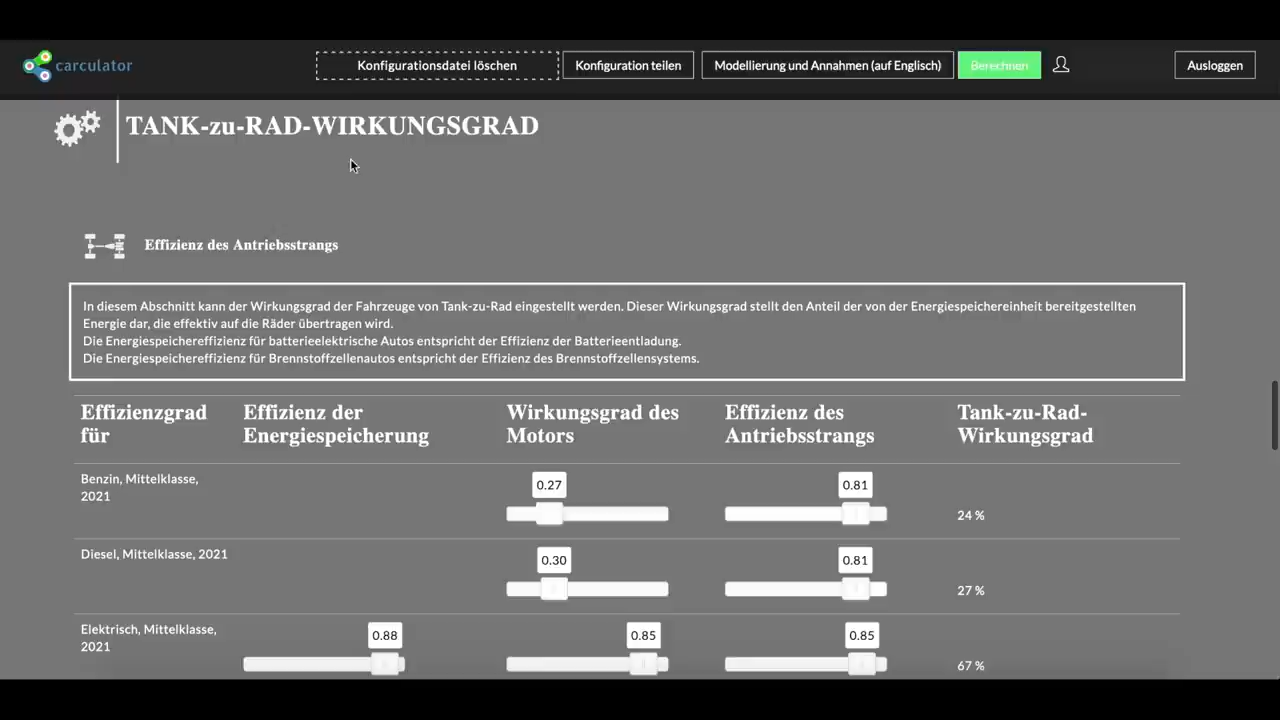 carculator
Konfigurationsdatei löschen
Konfiguration teilen
Modellierung und Annahmen (auf Englisch)
Berechnen
Ausloggen
TANK-zu-RAD-WIRKUNGSGRAD
Effizienz des Antriebsstrangs
In diesem Abschnitt kann der Wirkungsgrad der Fahrzeuge von Tank-zu-Rad eingestellt werden. Dieser Wirkungsgrad stellt den Anteil der von der Energiespeichereinheit bereitgestellten
Energie dar, die effektiv auf die Räder übertragen wird.
Die Energiespeichereffizienz für batterieelektrische Autos entspricht der Effizienz der Batterieentladung.
Die Energiespeichereffizienz für Brennstoffzellenautos entspricht der Effizienz des Brennstoffzellensystems.
Effizienzgrad
für
Effizienz der
Energiespeicherung
Wirkungsgrad des
Motors
Effizienz des
Antriebsstrangs
Tank-zu-Rad-
Wirkungsgrad
Benzin, Mittelklasse,
2021
0.27
0.81
24 %
Diesel, Mittelklasse, 2021
0.30
0.81
27 %
Elektrisch, Mittelklasse,
2021
0.88
0.85
0.85
67 %